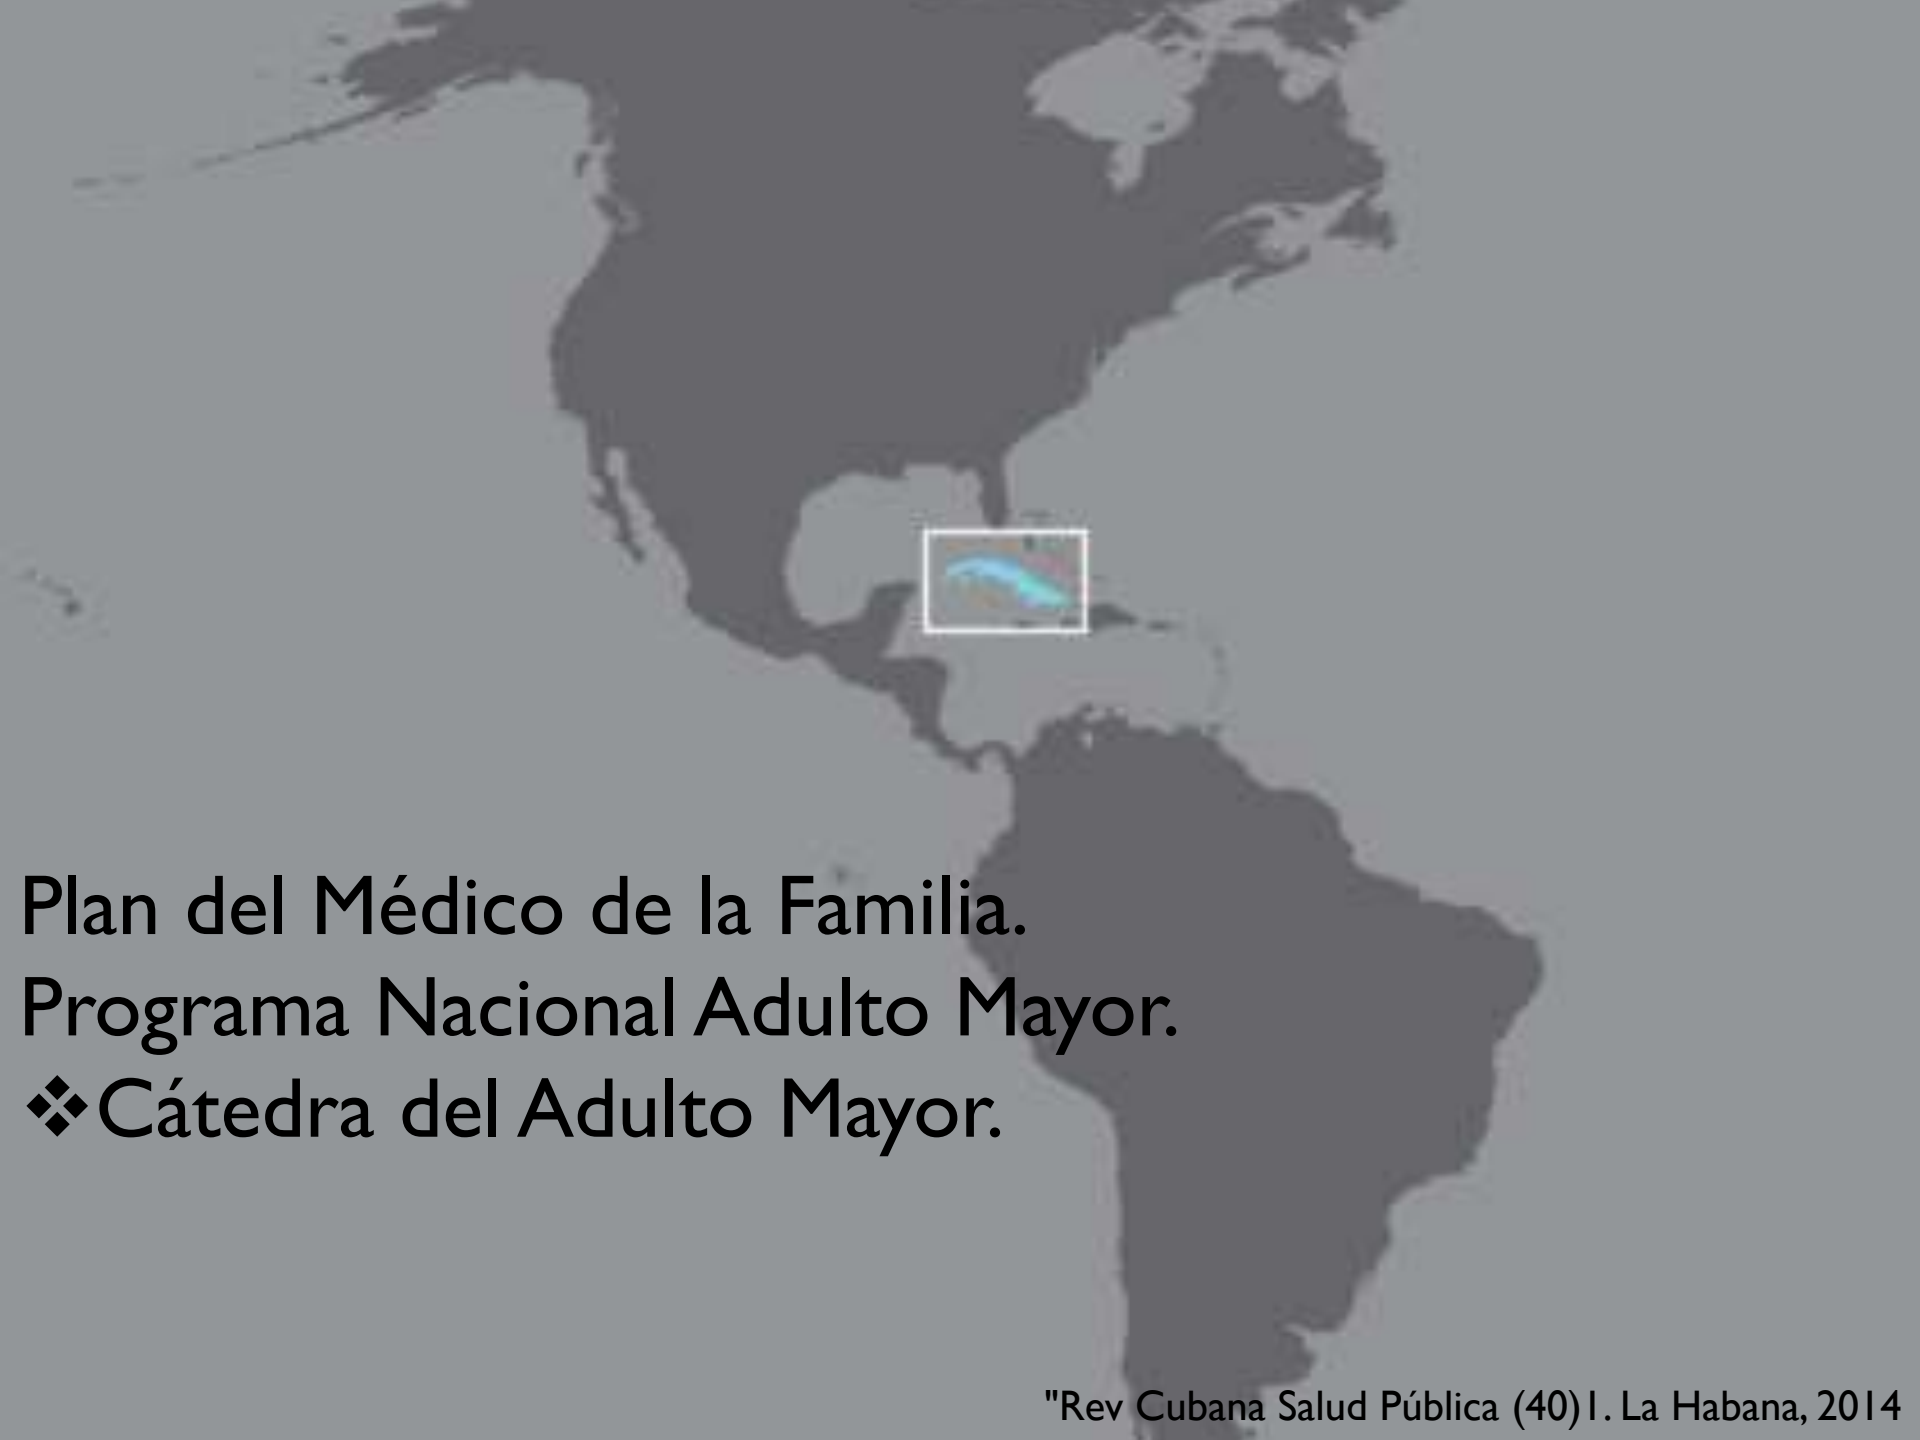 Plan del Médico de la Familia.
Programa Nacional Adulto Mayor.
❖Cátedra del Adulto Mayor.
"Rev Cubana Salud Pública (40)1. La Habana, 2014